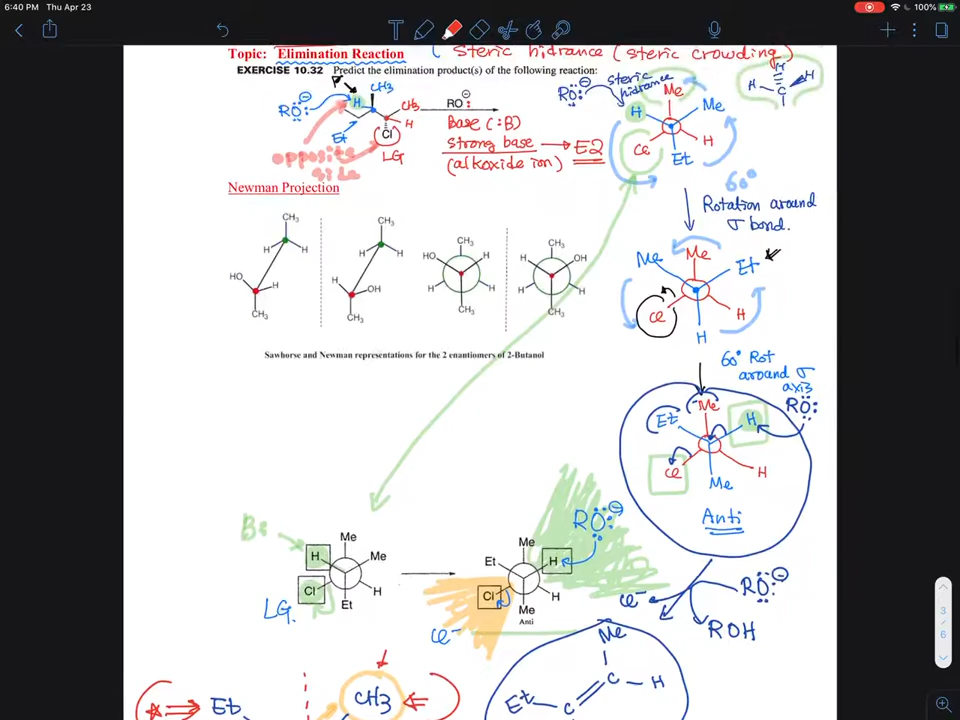 6:40 PM Thu Apr 23
100%
Topic: Elimination Reaction ( Steric hidrance (steric crowding)
EXERCISE 10.32 Predict the elimination product(s) of the following reaction:
CH3
RO
H
CH3
H
Et
Cl
LG
opposite
side
RO
Base (:B)
strong base → E2
(alkoxide ion)
RO
steric
hidrance
Me
Me
H
H
Cl
Et
H
H
C
60°
Rotation around
σ bond.
Newman Projection
CH3
H
H
HO
H
CH3
CH3
H
H
H
OH
CH3
CH3
HO
H
H
H
CH3
CH3
H
OH
H
H
CH3
Sawhorse and Newman representations for the 2 enantiomers of 2-Butanol
Me
Me
Et
Cl
H
H
60° Rot
around σ
axis
RO
Me
Et
H
Cl
H
Me
Anti
B:
Me
H
Me
Cl
H
Et
LG.
Me
Et
H
Cl
H
Me
Anti
RO
Cl-
Cl-
RO
ROH
Me
C - H
Et
C
Et
CH3
3
6